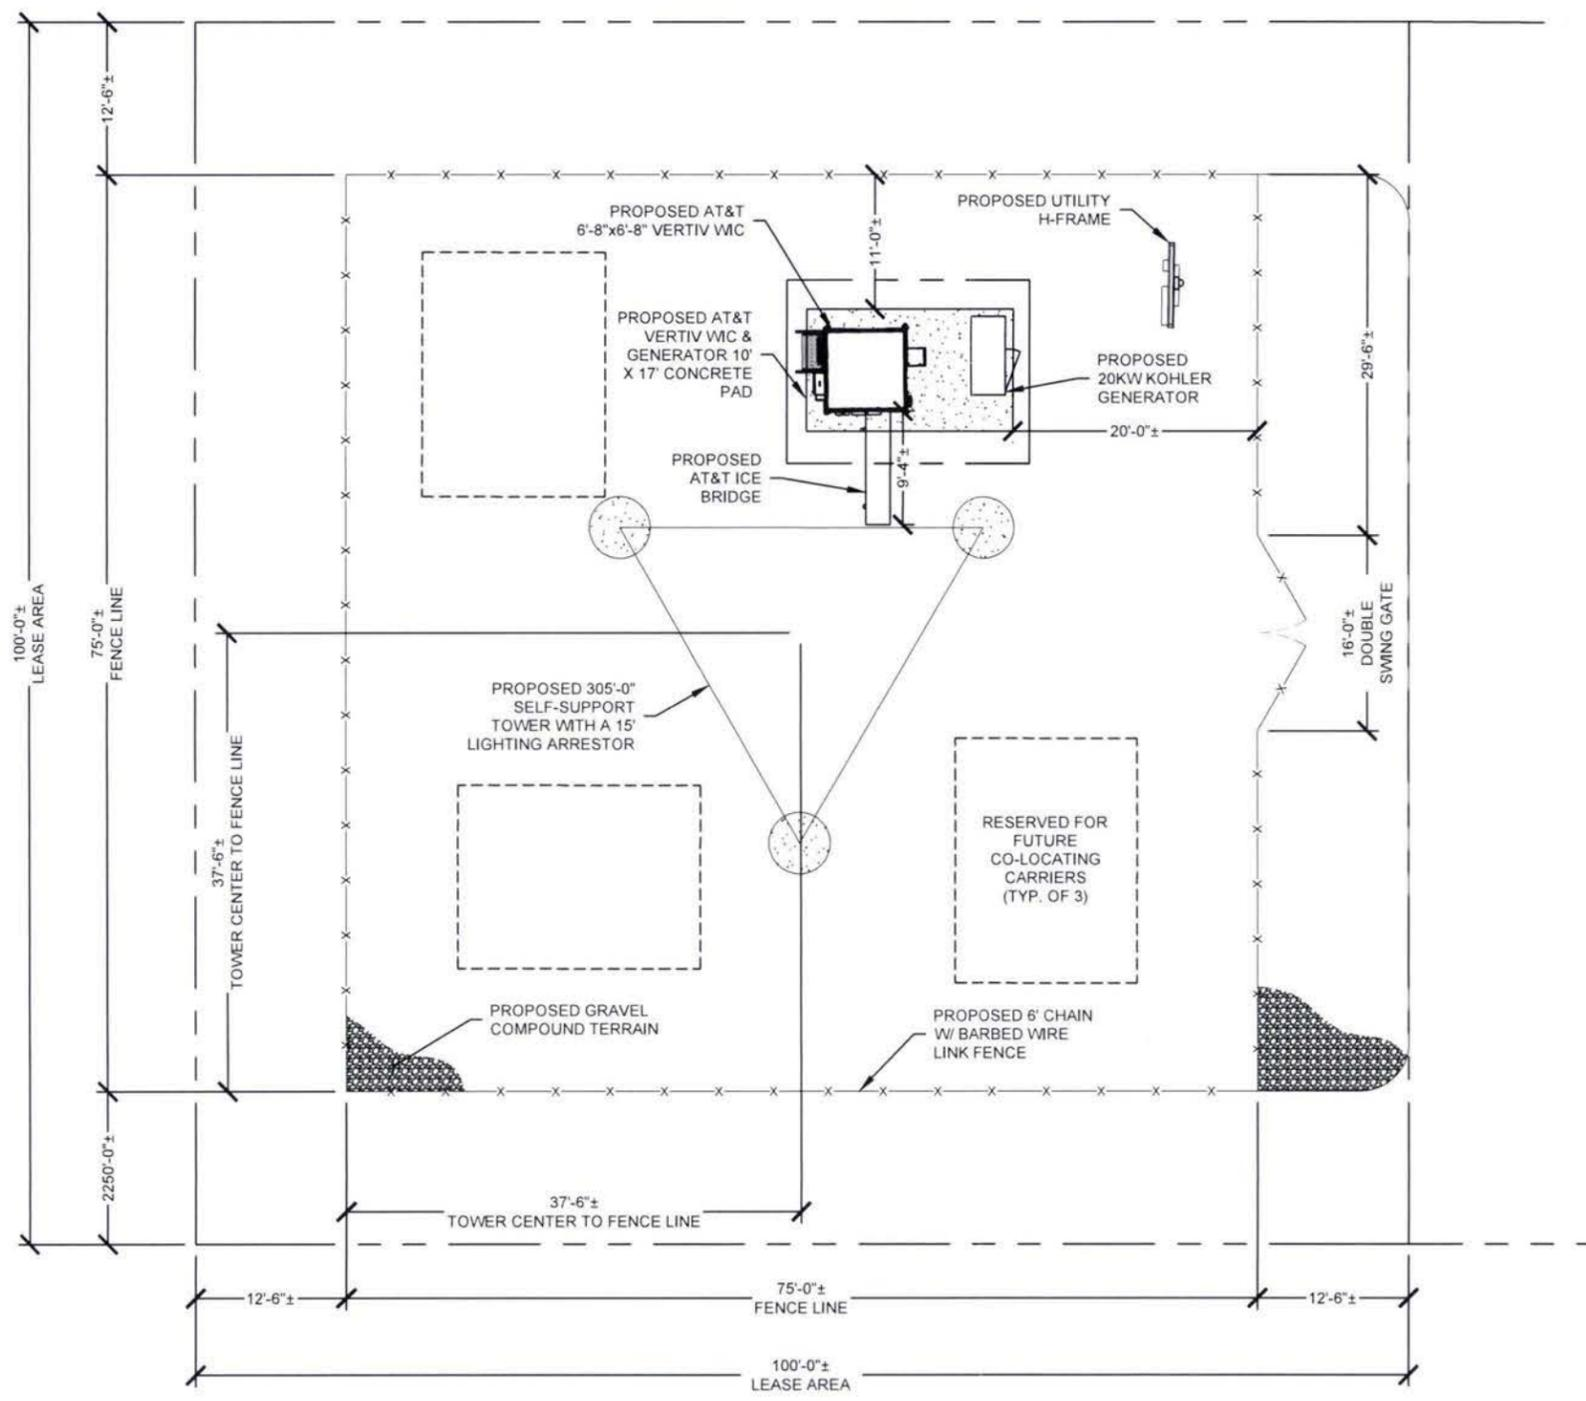 12'-6"±
100'-0"±
LEASE AREA
75'-0"±
FENCE LINE
2250'-0"±
37'-6"±
TOWER CENTER TO FENCE LINE
PROPOSED AT&T
6'-8"x6'-8" VERTIV WIC
11'-0"±
PROPOSED UTILITY
H-FRAME
PROPOSED AT&T
VERTIV WIC &
GENERATOR 10'
X 17' CONCRETE
PAD
PROPOSED
20KW KOHLER
GENERATOR
29'-6"±
20'-0"±
PROPOSED
AT&T ICE
BRIDGE
9'-4"±
16'-0"±
DOUBLE
SWING GATE
PROPOSED 305'-0"
SELF-SUPPORT
TOWER WITH A 15'
LIGHTING ARRESTOR
RESERVED FOR
FUTURE
CO-LOCATING
CARRIERS
(TYP. OF 3)
PROPOSED GRAVEL
COMPOUND TERRAIN
PROPOSED 6' CHAIN
W/ BARBED WIRE
LINK FENCE
37'-6"±
TOWER CENTER TO FENCE LINE
12'-6"±
75'-0"±
FENCE LINE
12'-6"±
100'-0"±
LEASE AREA